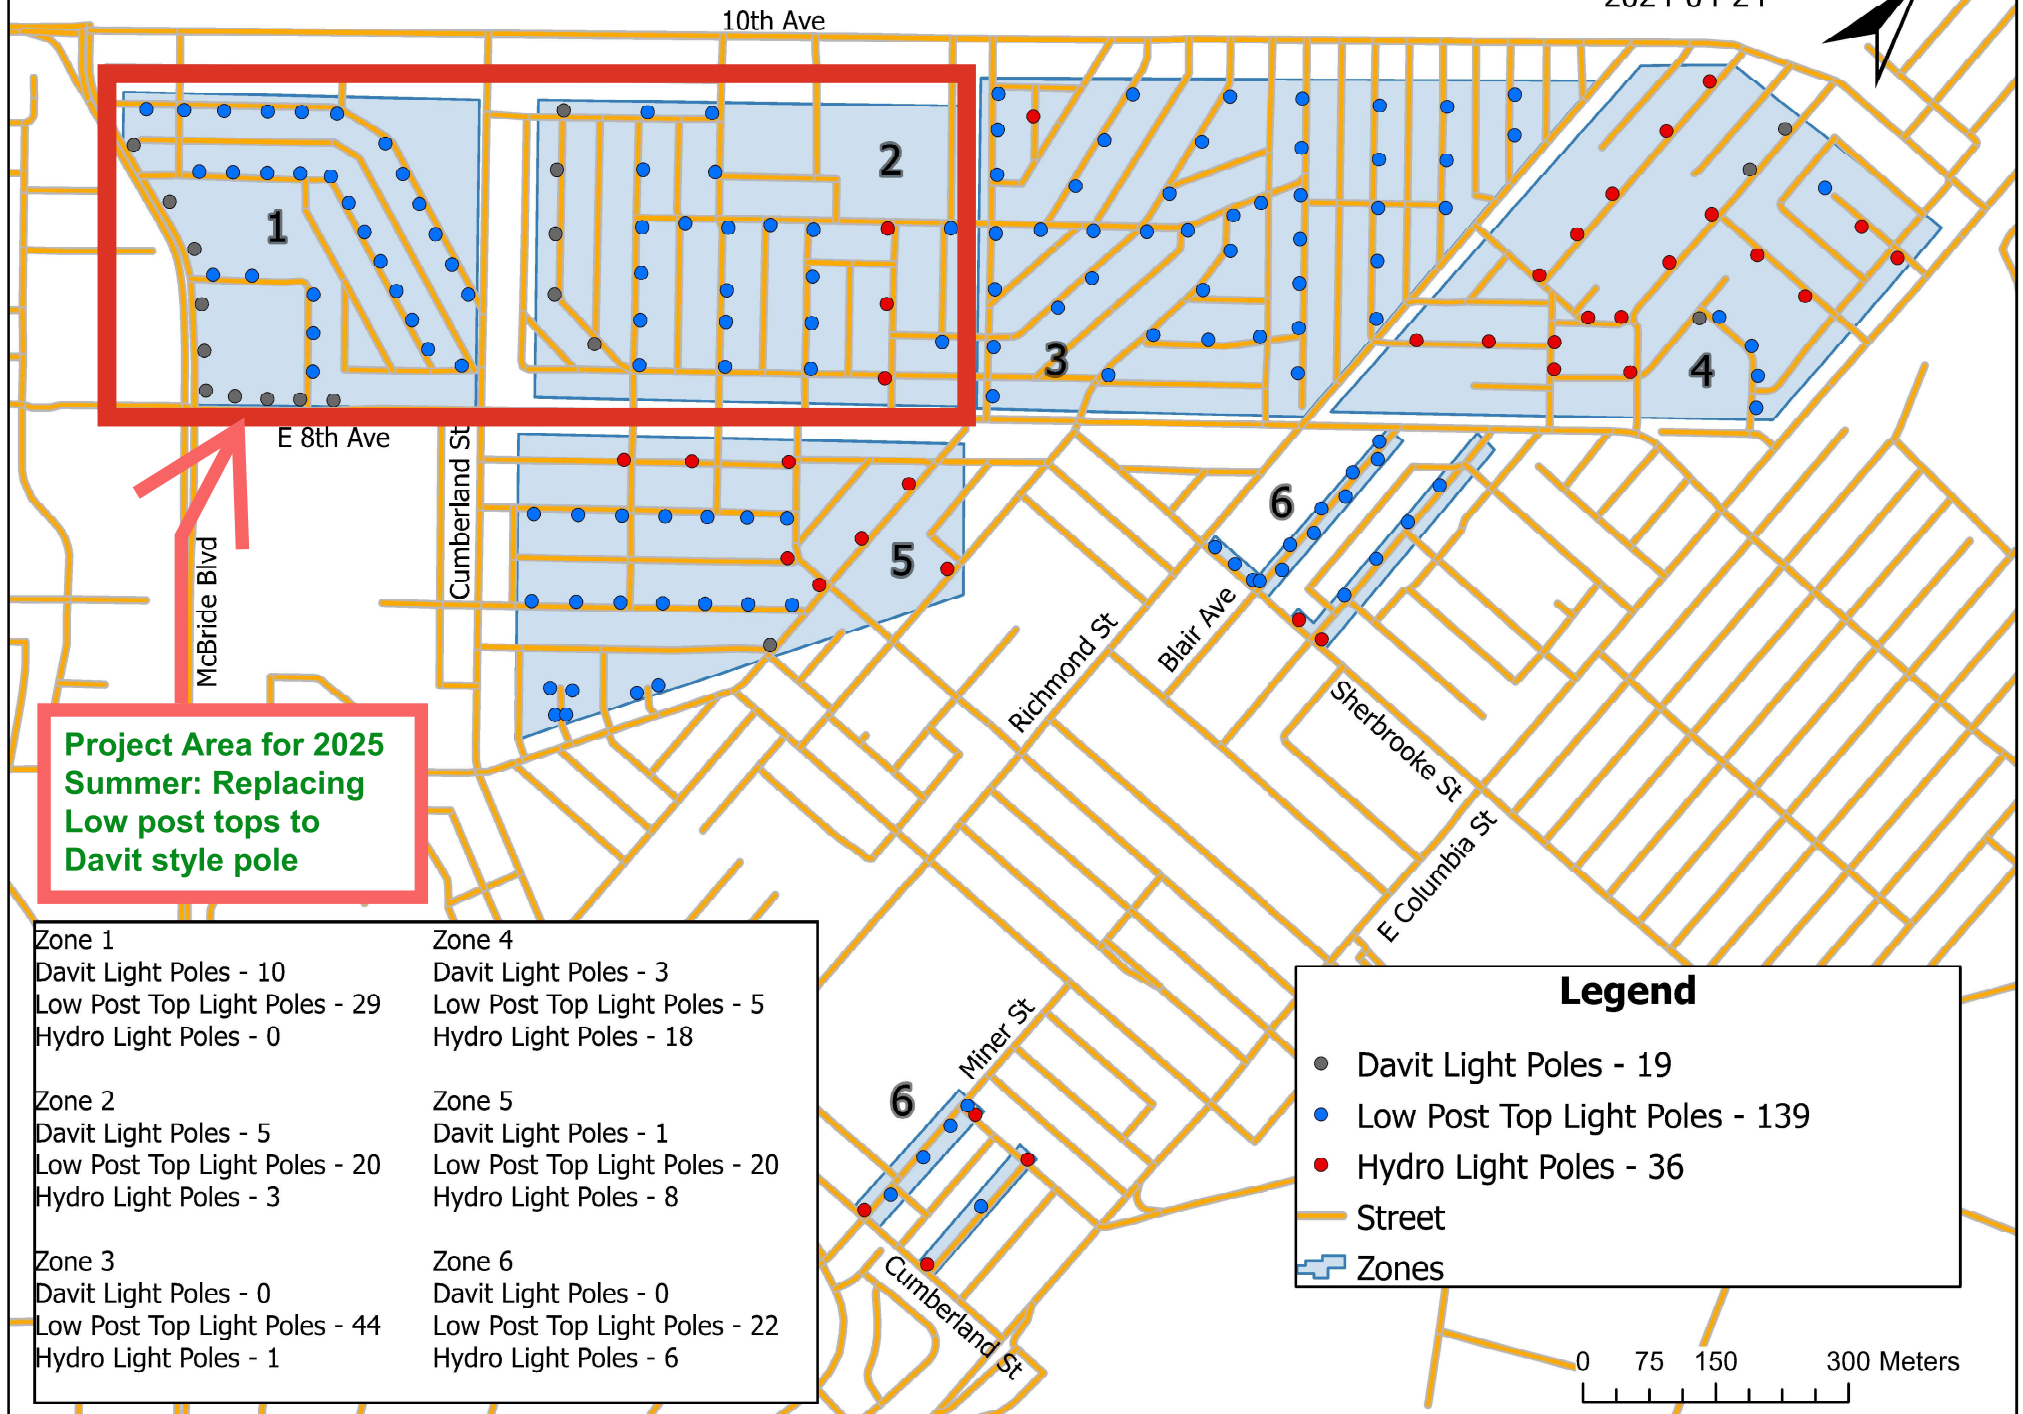 10th Ave
1
2
3
4
E 8th Ave
Cumberland St
McBride Blvd
5
6
Richmond St
Blair Ave
Sherbrooke St
E Columbia St
Project Area for 2025
Summer: Replacing
Low post tops to
Davit style pole
Zone 1
Davit Light Poles - 10
Low Post Top Light Poles - 29
Hydro Light Poles - 0
Zone 2
Davit Light Poles - 5
Low Post Top Light Poles - 20
Hydro Light Poles - 3
Zone 3
Davit Light Poles - 0
Low Post Top Light Poles - 44
Hydro Light Poles - 1
Zone 4
Davit Light Poles - 3
Low Post Top Light Poles - 5
Hydro Light Poles - 18
Zone 5
Davit Light Poles - 1
Low Post Top Light Poles - 20
Hydro Light Poles - 8
Zone 6
Davit Light Poles - 0
Low Post Top Light Poles - 22
Hydro Light Poles - 6
Miner St
6
Cumberland St
Legend
Davit Light Poles - 19
Low Post Top Light Poles - 139
Hydro Light Poles - 36
Street
Zones
0 75 150 300 Meters